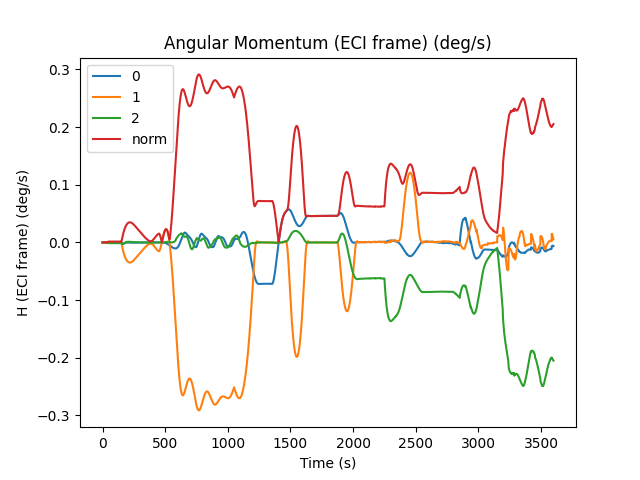 Angular Momentum (ECI frame) (deg/s)
H (ECI frame) (deg/s)
0.3
0.2
0.1
0.0
−0.1
−0.2
−0.3
0
1
2
norm
0 500 1000 1500 2000 2500 3000 3500
Time (s)